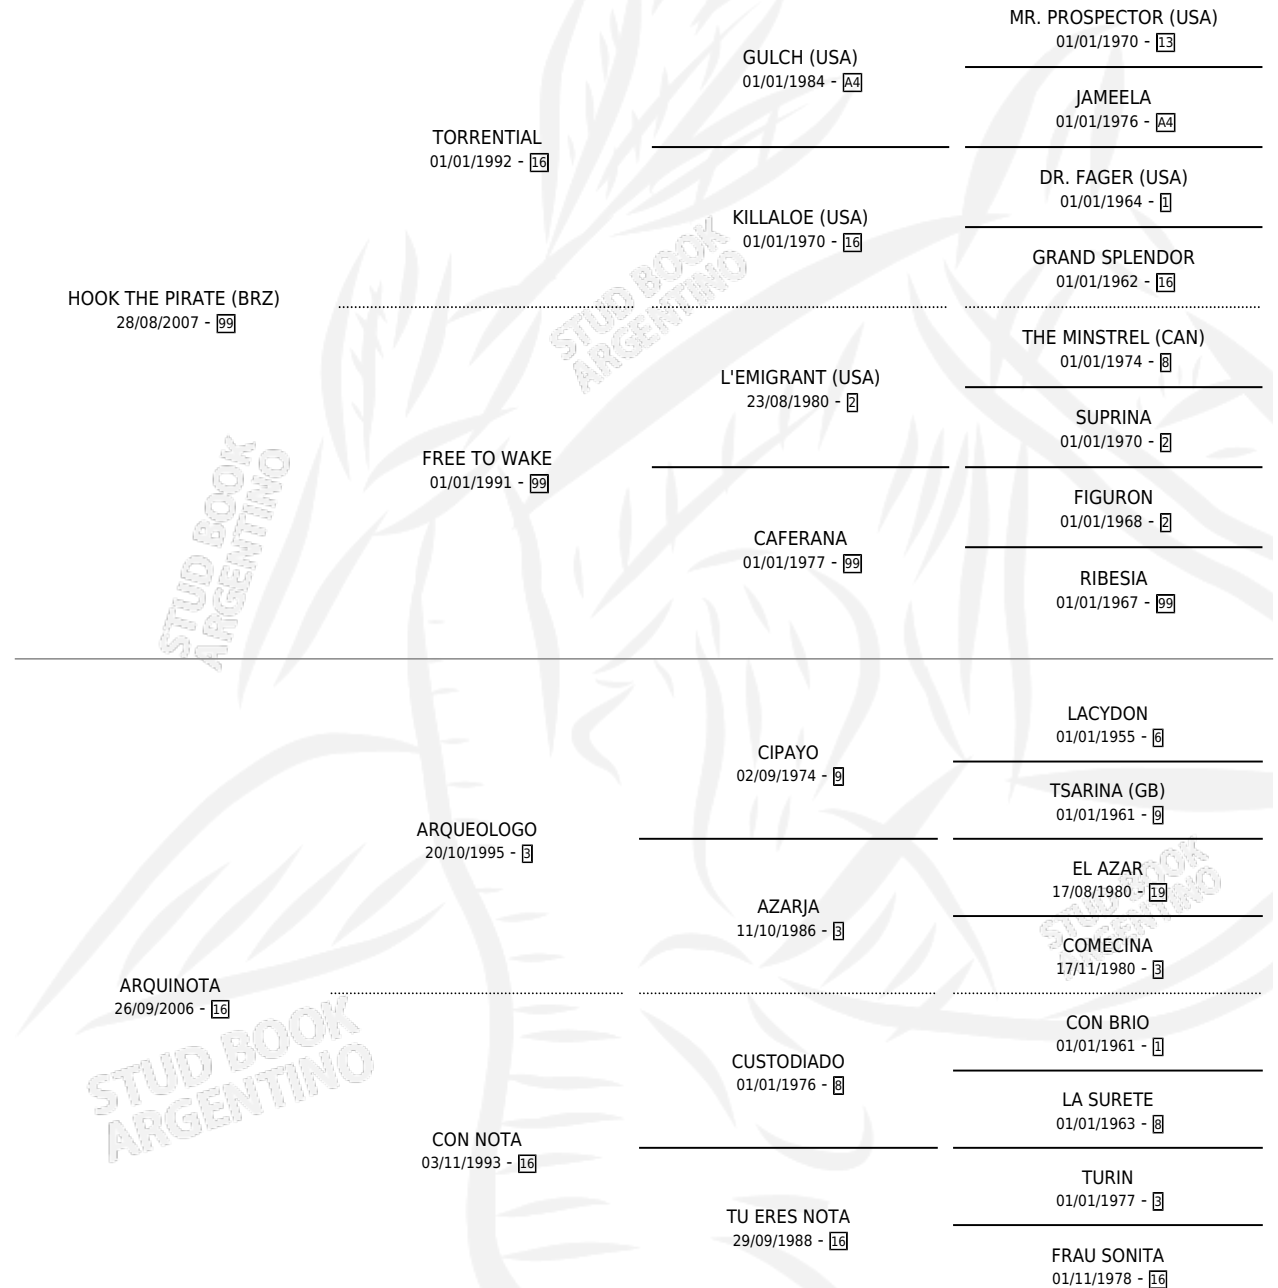 MR. PROSPECTOR (USA)
01/01/1970 - 13
GULCH (USA)
01/01/1984 - A4
JAMEELA
01/01/1976 - A4
TORRENTIAL
01/01/1992 - 16
DR. FAGER (USA)
01/01/1964 - 1
KILLALOE (USA)
01/01/1970 - 16
GRAND SPLENDOR
01/01/1962 - 16
HOOK THE PIRATE (BRZ)
28/08/2007 - 99
STUD BOOK
ARGENTINO
THE MINSTREL (CAN)
01/01/1974 - 8
L'EMIGRANT (USA)
23/08/1980 - 2
SUPRINA
01/01/1970 - 2
FREE TO WAKE
01/01/1991 - 99
FIGURON
01/01/1968 - 2
CAFERANA
01/01/1977 - 99
RIBESIA
01/01/1967 - 99
STUD BOOK
ARGENTINO
LACYDON
01/01/1955 - 6
CIPAYO
02/09/1974 - 9
TSARINA (GB)
01/01/1961 - 9
ARQUEOLOGO
20/10/1995 - 3
EL AZAR
17/08/1980 - 19
AZARJA
11/10/1986 - 3
COMECINA
17/11/1980 - 3
STUD BOOK
ARGENTINO
ARQUINOTA
26/09/2006 - 16
CON BRIO
01/01/1961 - 1
CUSTODIADO
01/01/1976 - 8
LA SURETE
01/01/1963 - 8
STUD BOOK
ARGENTINO
CON NOTA
03/11/1993 - 16
TURIN
01/01/1977 - 3
TU ERES NOTA
29/09/1988 - 16
FRAU SONITA
01/11/1978 - 16